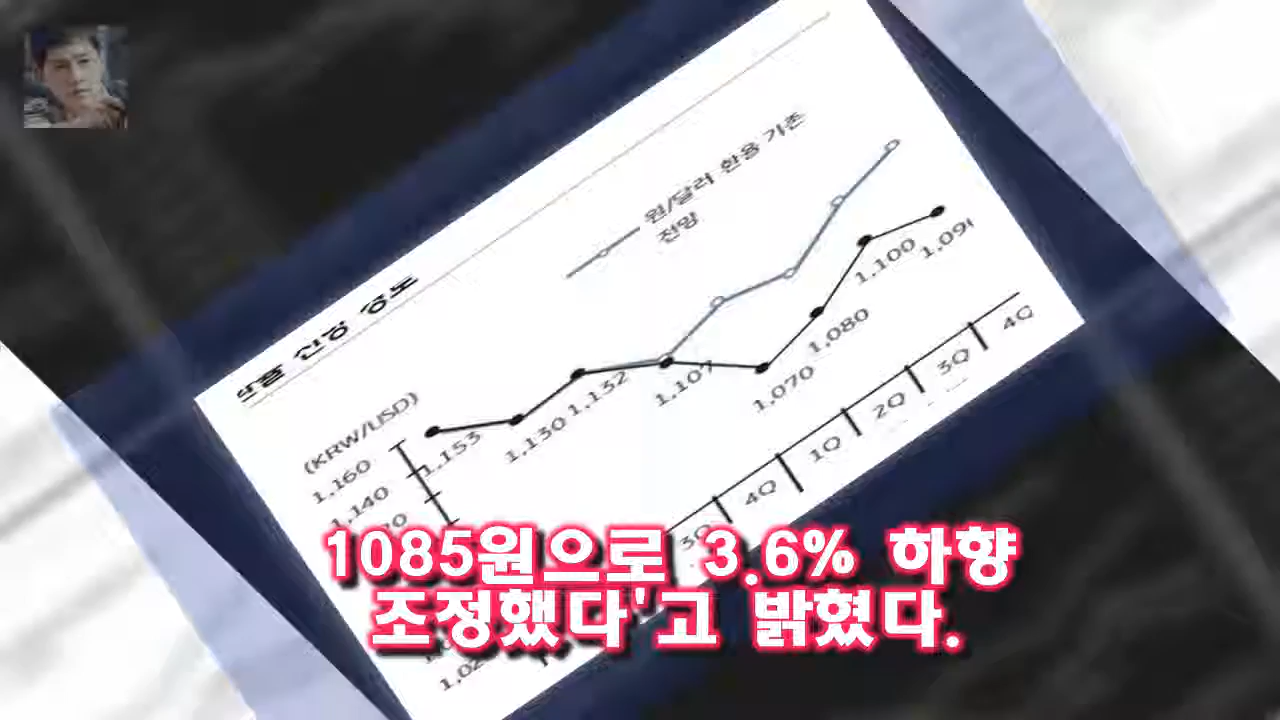 원/달러 환율 기존
전망
(KRW/USD)
1,160
1,140
1,153
1,130
1,132
1,107
1,070
1,080
1,100
3Q
4Q
1Q
2Q
3Q
4Q
1085원으로 3.6% 하향
조정했다'고 밝혔다.